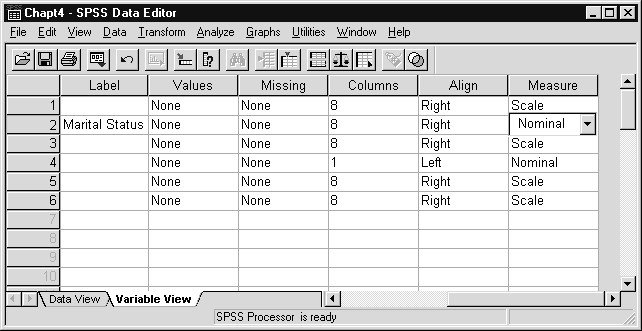 Chapt4 - SPSS Data Editor
File Edit View Data Transform Analyze Graphs Utilities Window Help
Label Values Missing Columns Align Measure
1 None None 8 Right Scale
2 Marital Status None None 8 Right Nominal
3 None None 8 Right Scale
4 None None 1 Left Nominal
5 None None 8 Right Scale
6 None None 8 Right Scale
7
8
9
10
Data View Variable View
SPSS Processor is ready